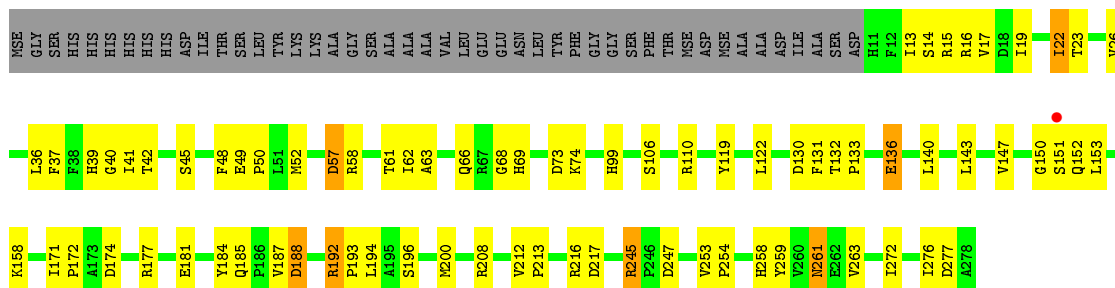 MSE GLY SER HIS HIS HIS HIS HIS HIS ASP ILE THR SER LEU TYR LYS LYS ALA GLY SER ALA ALA ALA VAL LEU GLU GLU ASN LEU TYR PHE GLY GLY SER PHE THR MSE ASP MSE ALA ALA ASP ILE ALA SER ASP H11 F12 I13 S14 R15 R16 V17 D18 I19 I22 T23
L36 F37 F38 H39 G40 I41 T42 S45 F48 E49 P50 L51 M52 D57 R58 T61 I62 A63 Q66 R67 G68 H69 D73 K74 H99 S106 R110 Y119 L122 D130 F131 T132 P133 E136 L140 L143 V147 G150 S151 Q152 L153
K158 I171 P172 A173 D174 R177 E181 Y184 Q185 P186 V187 D188 R192 P193 L194 A195 S196 M200 R208 V212 P213 R216 D217 R245 P246 D247 V253 P254 H258 Y259 V260 N261 E262 V263 I272 I276 D277 A278